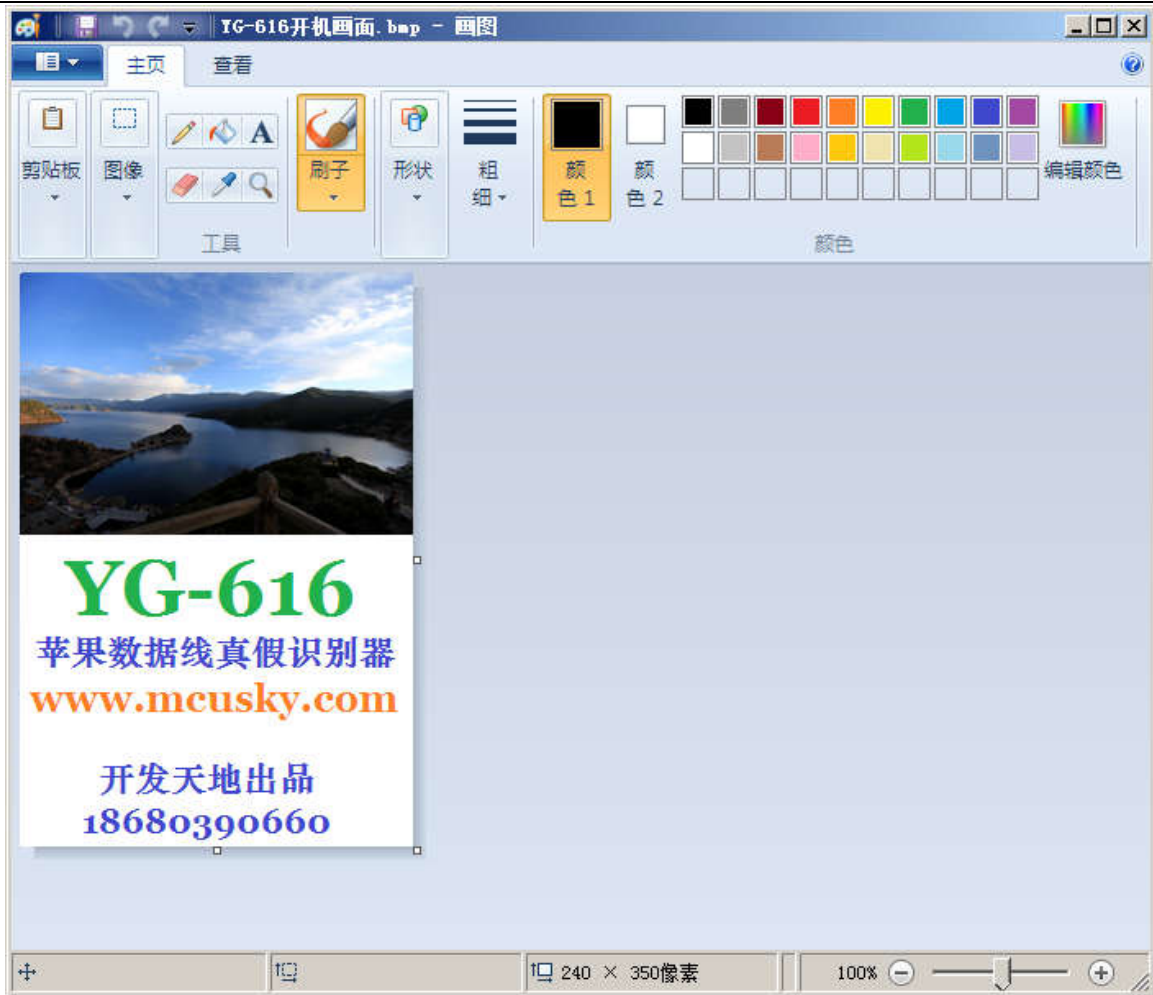 YG-616开机画面.bmp - 画图
主页 查看
剪贴板 图像 刷子 形状 粗细 颜色 1 颜色 2 编辑颜色
工具 颜色
YG-616
苹果数据线真假识别器
www.mcusky.com
开发天地出品
18680390660
240 × 350像素 100%